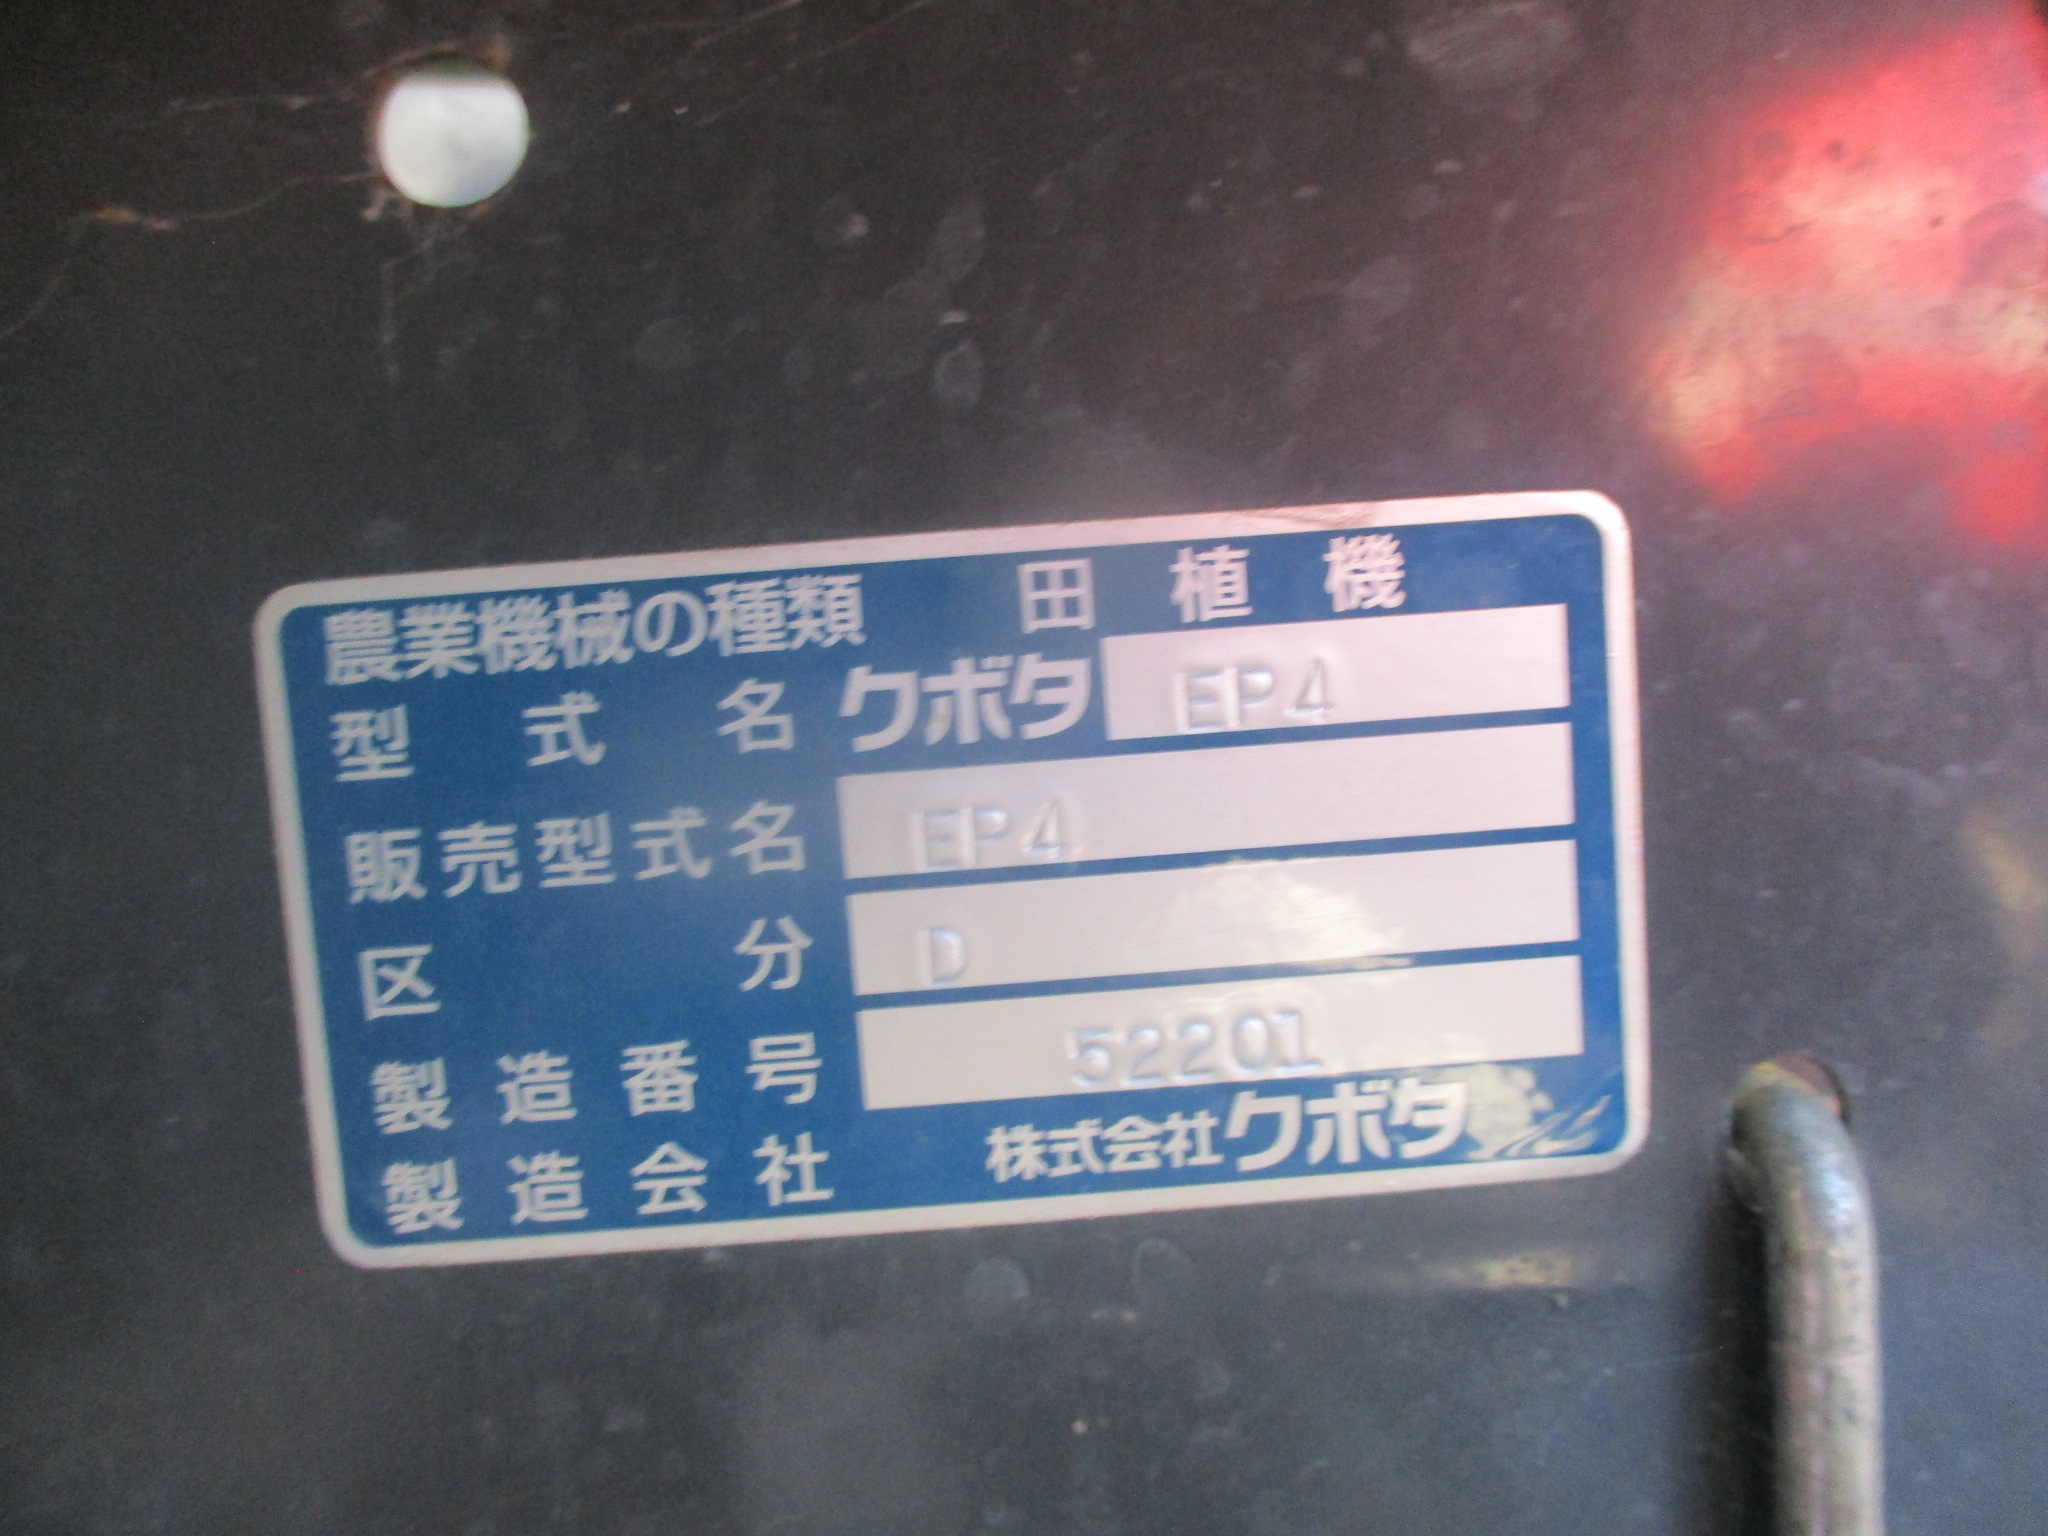 農業機械の種類 田植機
型式名 クボタ EP4
販売型式名 EP4
区分 D
製造番号 52201
製造会社 株式会社クボタ